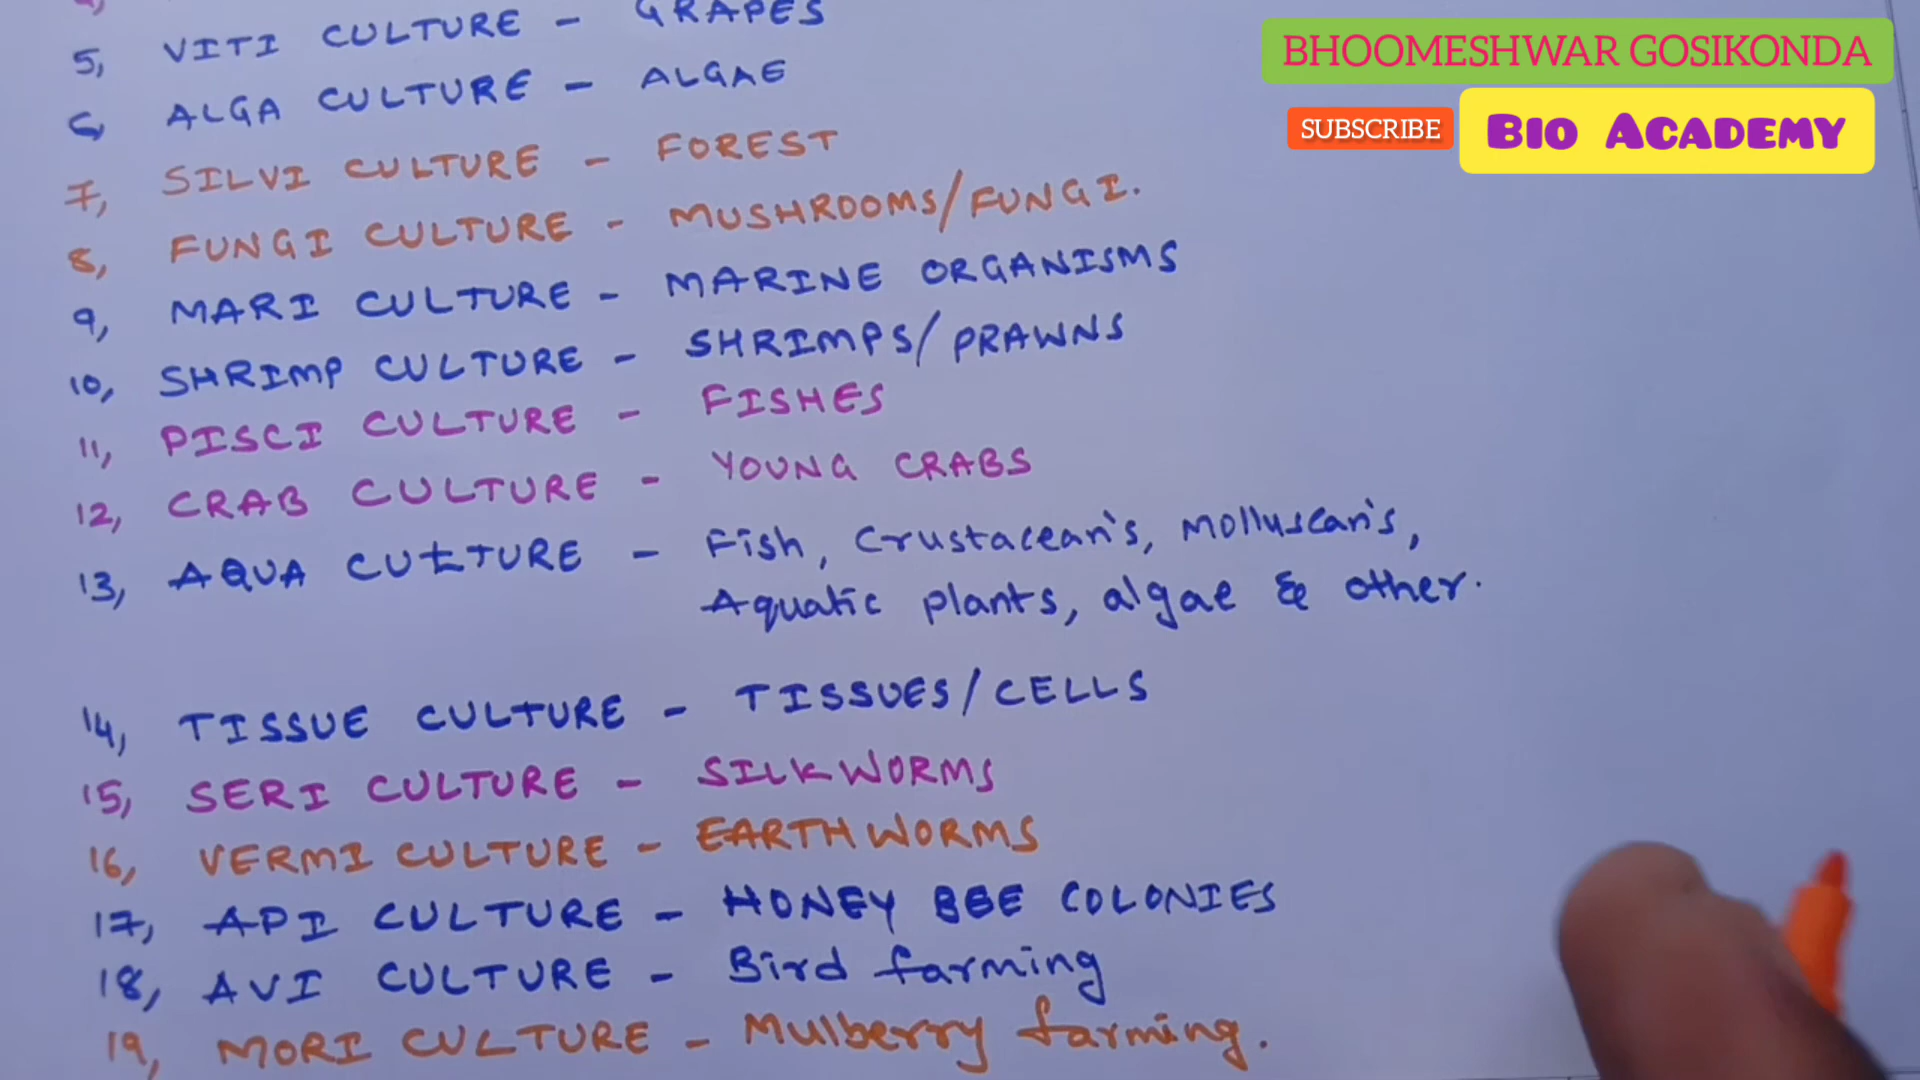 5, VITI CULTURE - GRAPES
6, ALGA CULTURE - ALGAE
7, SILVI CULTURE - FOREST
8, FUNGI CULTURE - MUSHROOMS/FUNGI.
9, MARI CULTURE - MARINE ORGANISMS
10, SHRIMP CULTURE - SHRIMPS/PRAWNS
11, PISCI CULTURE - FISHES
12, CRAB CULTURE - YOUNG CRABS
13, AQUA CULTURE - Fish, Crustacean's, Molluscan's,
Aquatic plants, algae & other.
14, TISSUE CULTURE - TISSUES/CELLS
15, SERI CULTURE - SILKWORMS
16, VERMI CULTURE - EARTHWORMS
17, API CULTURE - HONEY BEE COLONIES
18, AVI CULTURE - Bird farming
19, MORI CULTURE - Mulberry farming.
BHOOMESHWAR GOSIKONDA
SUBSCRIBE
BIO ACADEMY